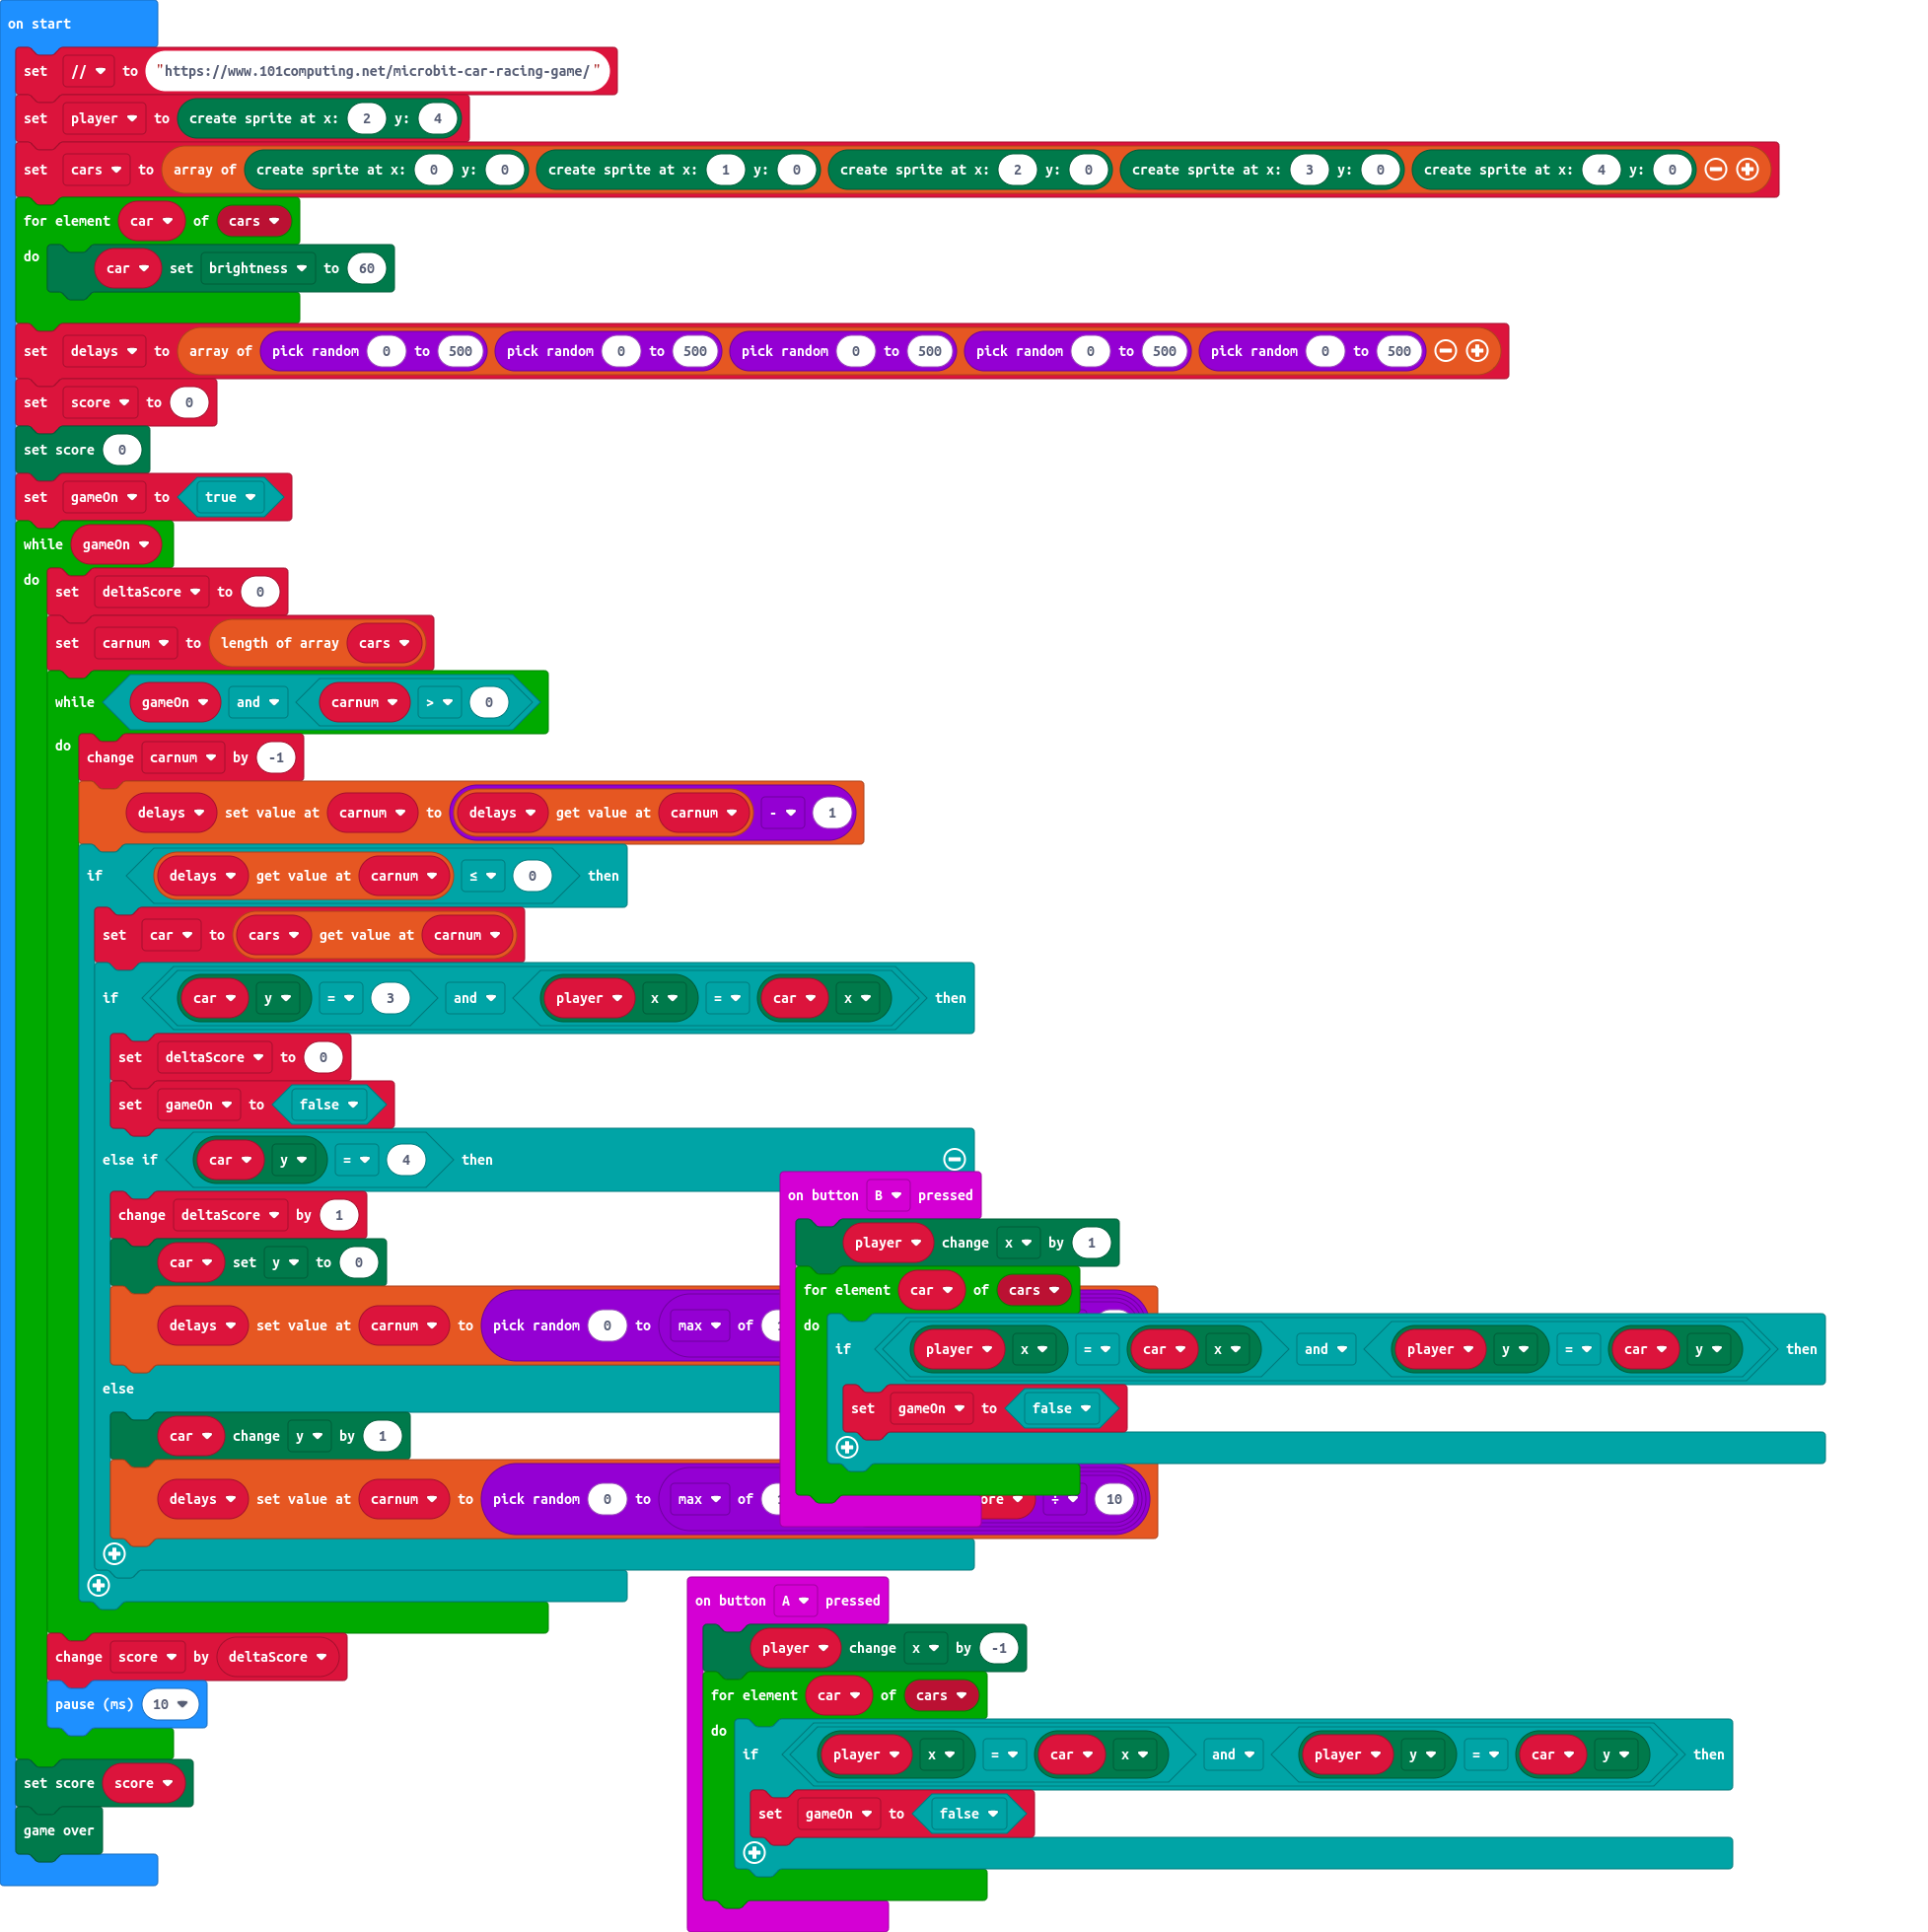 on start
set // to "https://www.101computing.net/microbit-car-racing-game/"
set player to create sprite at x: 2 y: 4
set cars to array of create sprite at x: 0 y: 0 create sprite at x: 1 y: 0 create sprite at x: 2 y: 0 create sprite at x: 3 y: 0 create sprite at x: 4 y: 0
for element car of cars
do car set brightness to 60
set delays to array of pick random 0 to 500 pick random 0 to 500 pick random 0 to 500 pick random 0 to 500 pick random 0 to 500
set score to 0
set score 0
set gameOn to true
while gameOn
do set deltaScore to 0
set carnum to length of array cars
while gameOn and carnum > 0
do change carnum by -1
delays set value at carnum to delays get value at carnum - 1
if delays get value at carnum ≤ 0 then
set car to cars get value at carnum
if car y = 3 and player x = car x then
set deltaScore to 0
set gameOn to false
else if car y = 4 then
change deltaScore by 1
car set y to 0
delays set value at carnum to pick random 0 to max of
else
car change y by 1
delays set value at carnum to pick random 0 to max of ore ÷ 10
change score by deltaScore
pause (ms) 10
set score score
game over
on button B pressed
player change x by 1
for element car of cars
do if player x = car x and player y = car y then
set gameOn to false
on button A pressed
player change x by -1
for element car of cars
do if player x = car x and player y = car y then
set gameOn to false